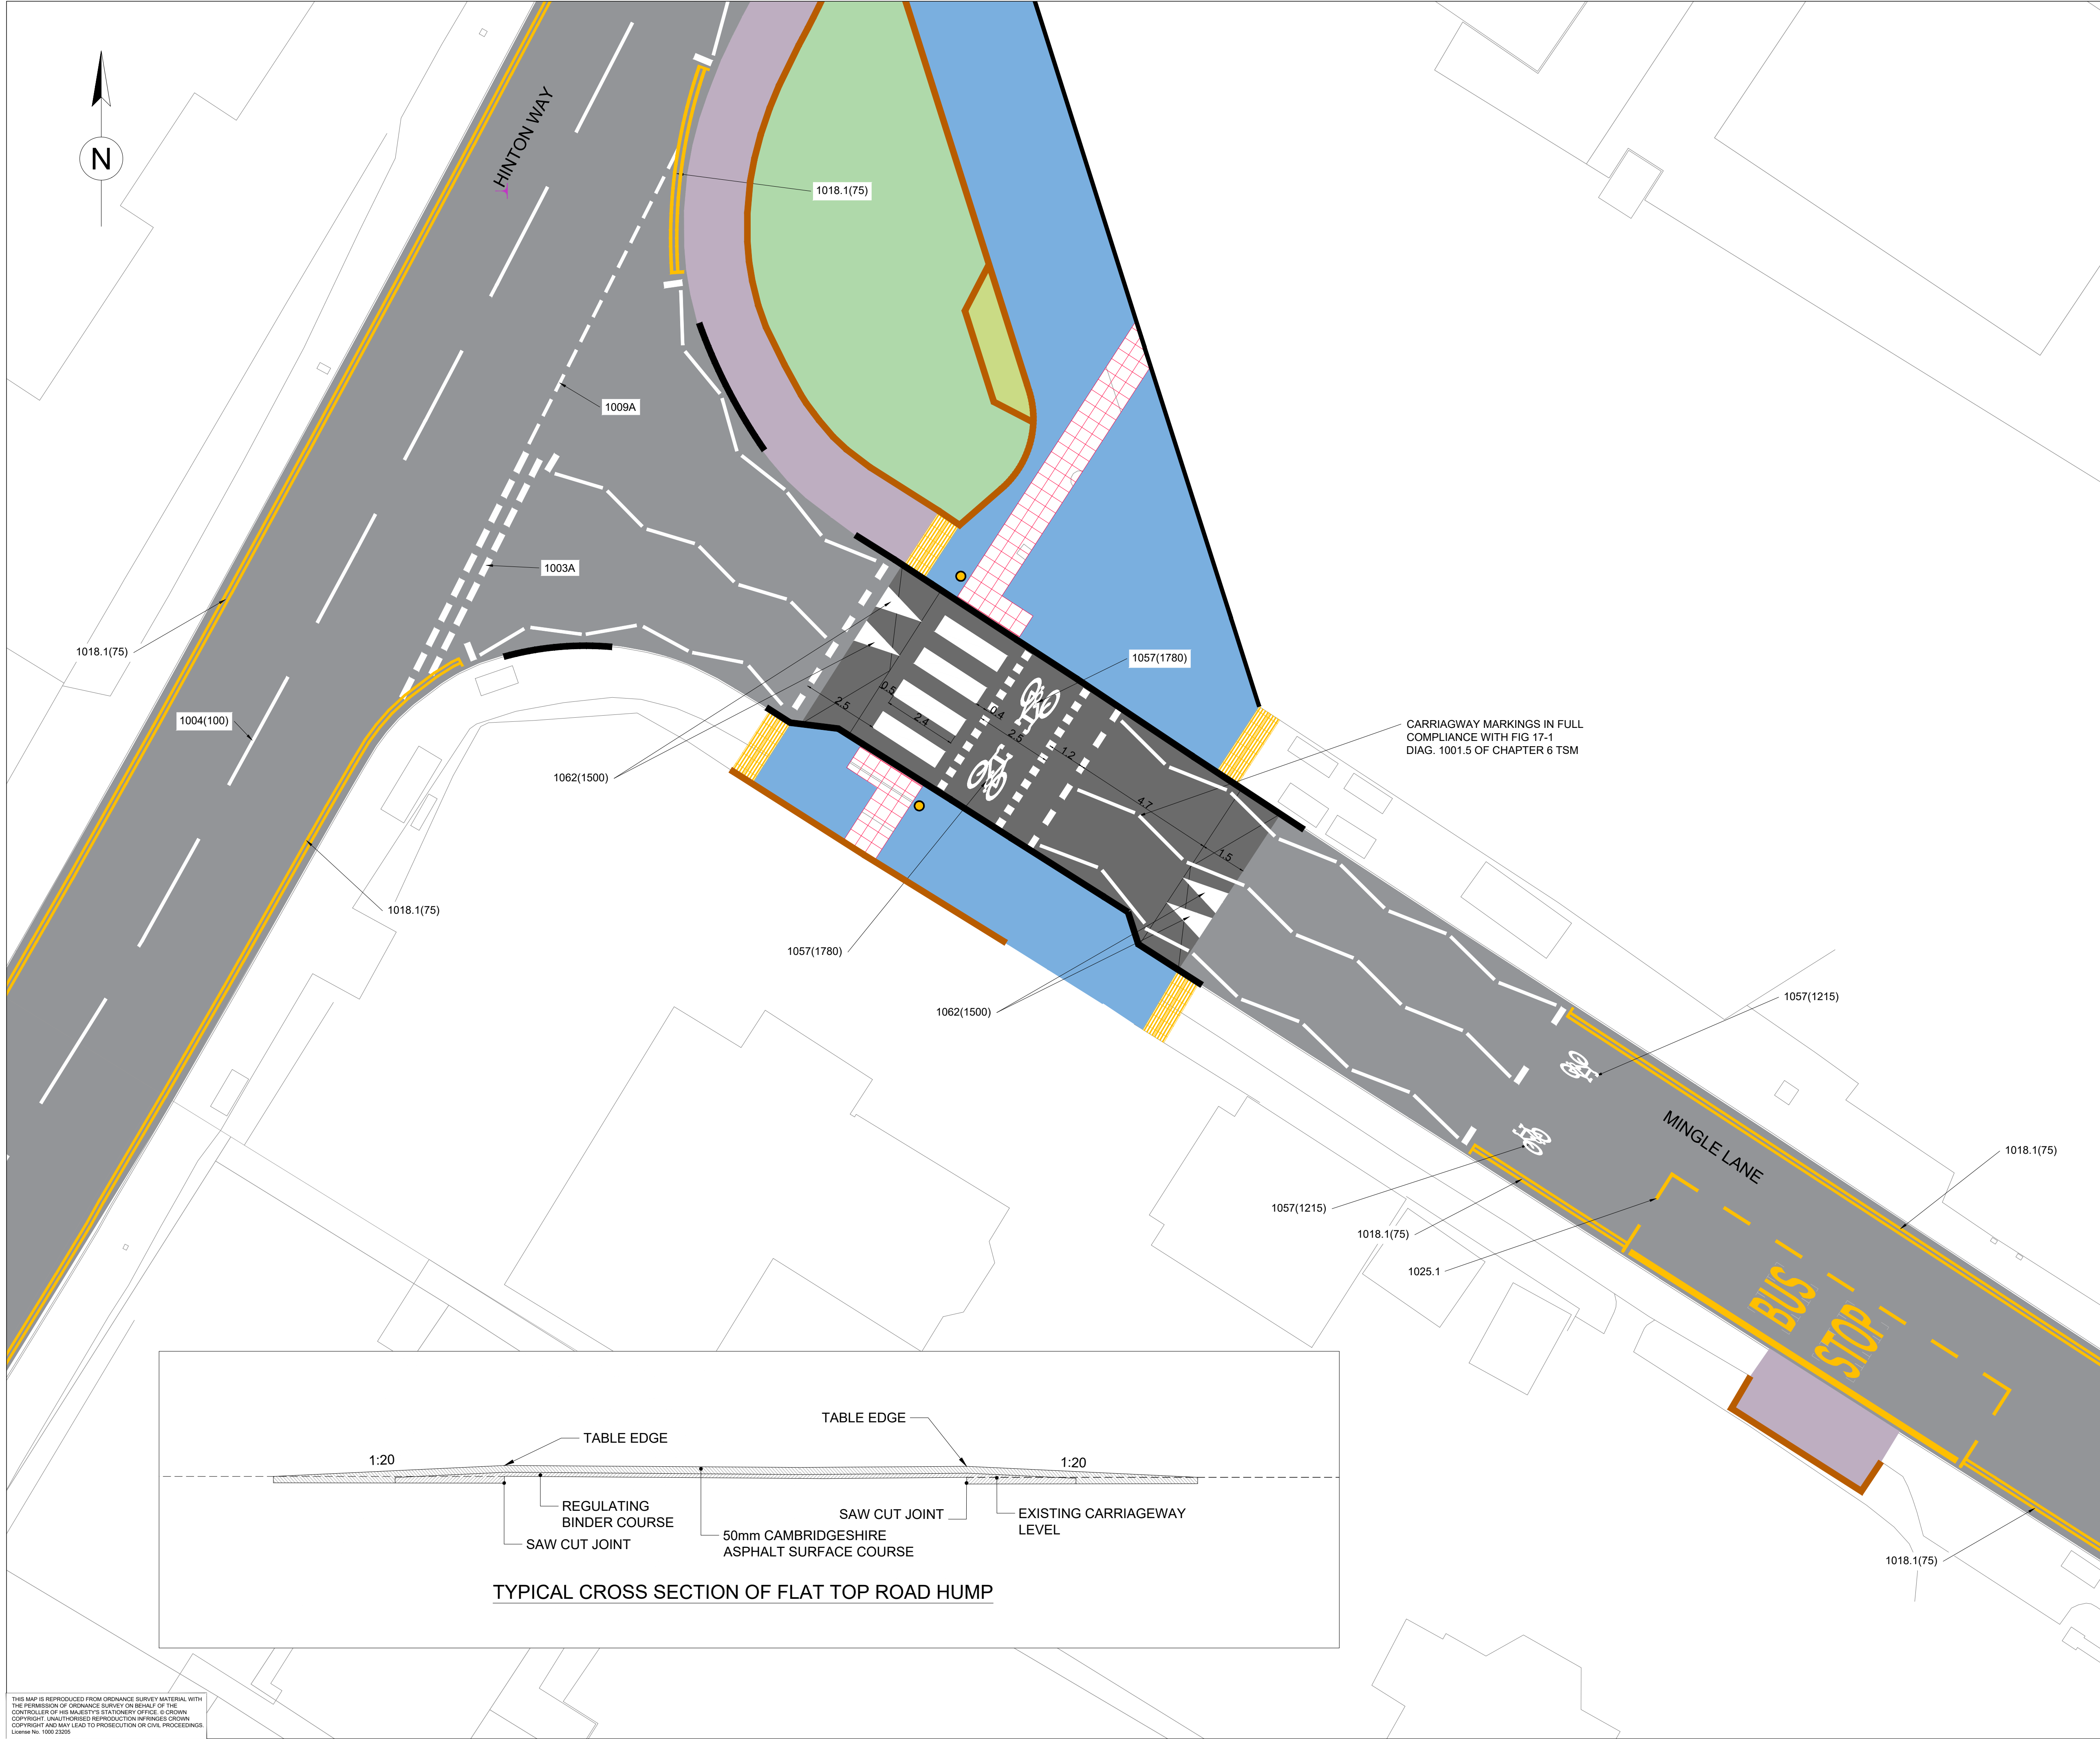 N
HINTON WAY
1018.1(75)
1009A
1003A
1018.1(75)
1057(1780)
1004(100)
CARRIAGWAY MARKINGS IN FULL
COMPLIANCE WITH FIG 17-1
DIAG. 1001.5 OF CHAPTER 6 TSM
0.5
2.5
2.4
0.4
2.5
1.2
4.7
1.5
1062(1500)
1018.1(75)
1057(1780)
1062(1500)
1057(1215)
MINGLE LANE
1018.1(75)
1057(1215)
1018.1(75)
1025.1
BUS
STOP
1018.1(75)
TABLE EDGE
TABLE EDGE
1:20
1:20
REGULATING
BINDER COURSE
SAW CUT JOINT
SAW CUT JOINT
EXISTING CARRIAGEWAY
LEVEL
50mm CAMBRIDGESHIRE
ASPHALT SURFACE COURSE
TYPICAL CROSS SECTION OF FLAT TOP ROAD HUMP
THIS MAP IS REPRODUCED FROM ORDNANCE SURVEY MATERIAL WITH
THE PERMISSION OF ORDNANCE SURVEY ON BEHALF OF THE
CONTROLLER OF HIS MAJESTY'S STATIONERY OFFICE. © CROWN
COPYRIGHT. UNAUTHORISED REPRODUCTION INFRINGES CROWN
COPYRIGHT AND MAY LEAD TO PROSECUTION OR CIVIL PROCEEDINGS.
License No. 1000 23205